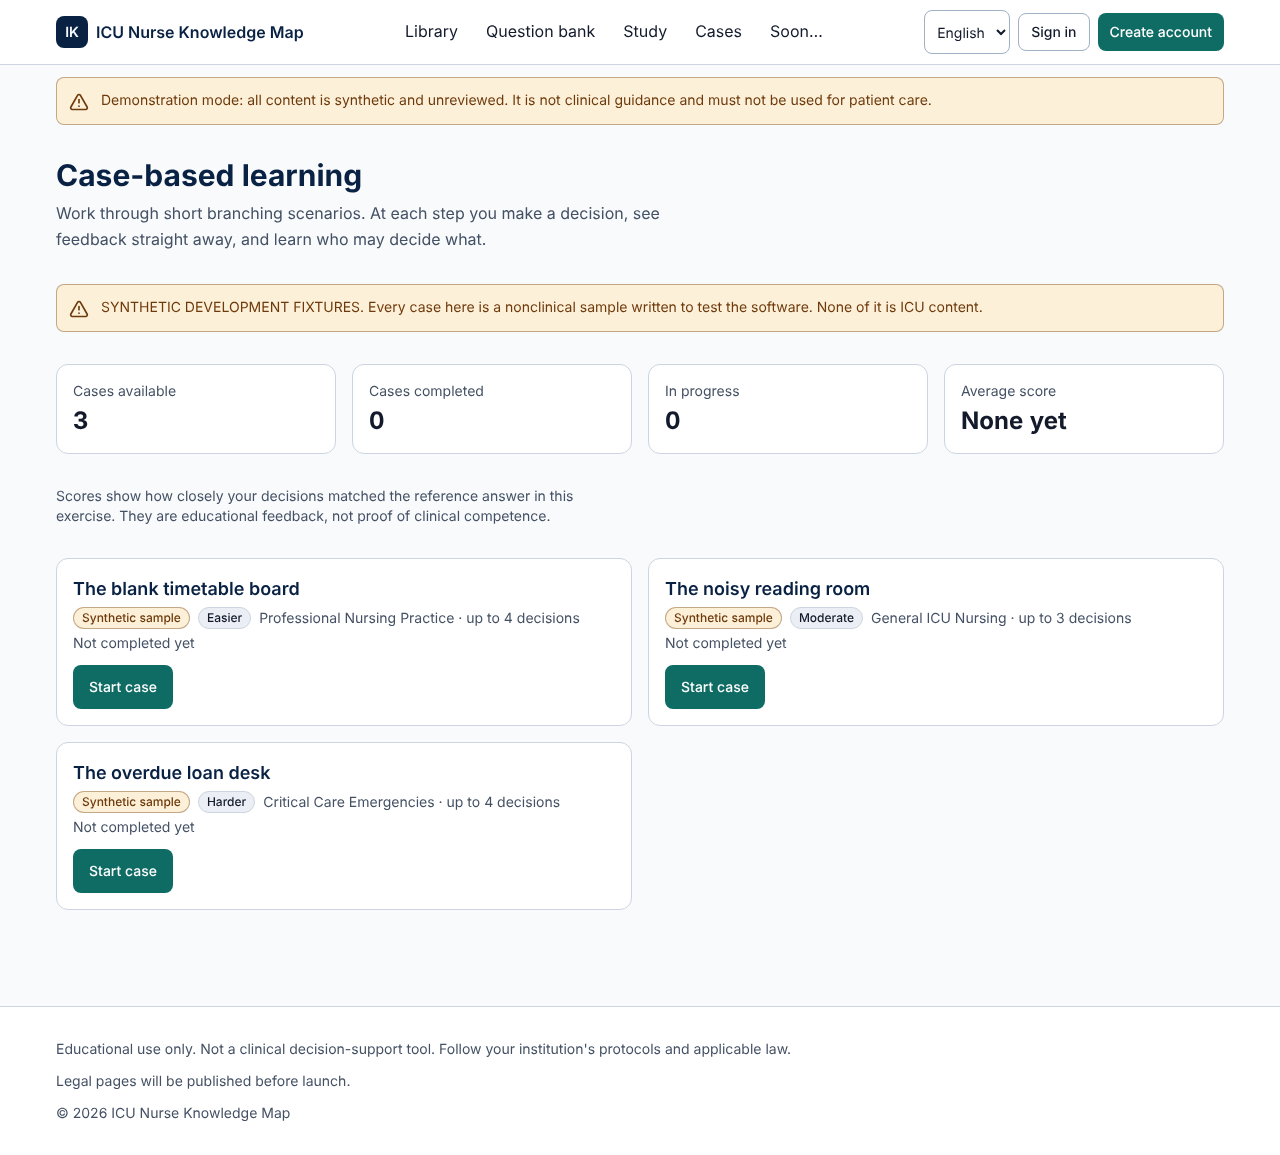 IK ICU Nurse Knowledge Map
Library Question bank Study Cases Soon...
English Sign in Create account
Demonstration mode: all content is synthetic and unreviewed. It is not clinical guidance and must not be used for patient care.
Case-based learning
Work through short branching scenarios. At each step you make a decision, see
feedback straight away, and learn who may decide what.
SYNTHETIC DEVELOPMENT FIXTURES. Every case here is a nonclinical sample written to test the software. None of it is ICU content.
Cases available
3
Cases completed
0
In progress
0
Average score
None yet
Scores show how closely your decisions matched the reference answer in this
exercise. They are educational feedback, not proof of clinical competence.
The blank timetable board
Synthetic sample Easier Professional Nursing Practice · up to 4 decisions
Not completed yet
Start case
The noisy reading room
Synthetic sample Moderate General ICU Nursing · up to 3 decisions
Not completed yet
Start case
The overdue loan desk
Synthetic sample Harder Critical Care Emergencies · up to 4 decisions
Not completed yet
Start case
Educational use only. Not a clinical decision-support tool. Follow your institution's protocols and applicable law.
Legal pages will be published before launch.
© 2026 ICU Nurse Knowledge Map